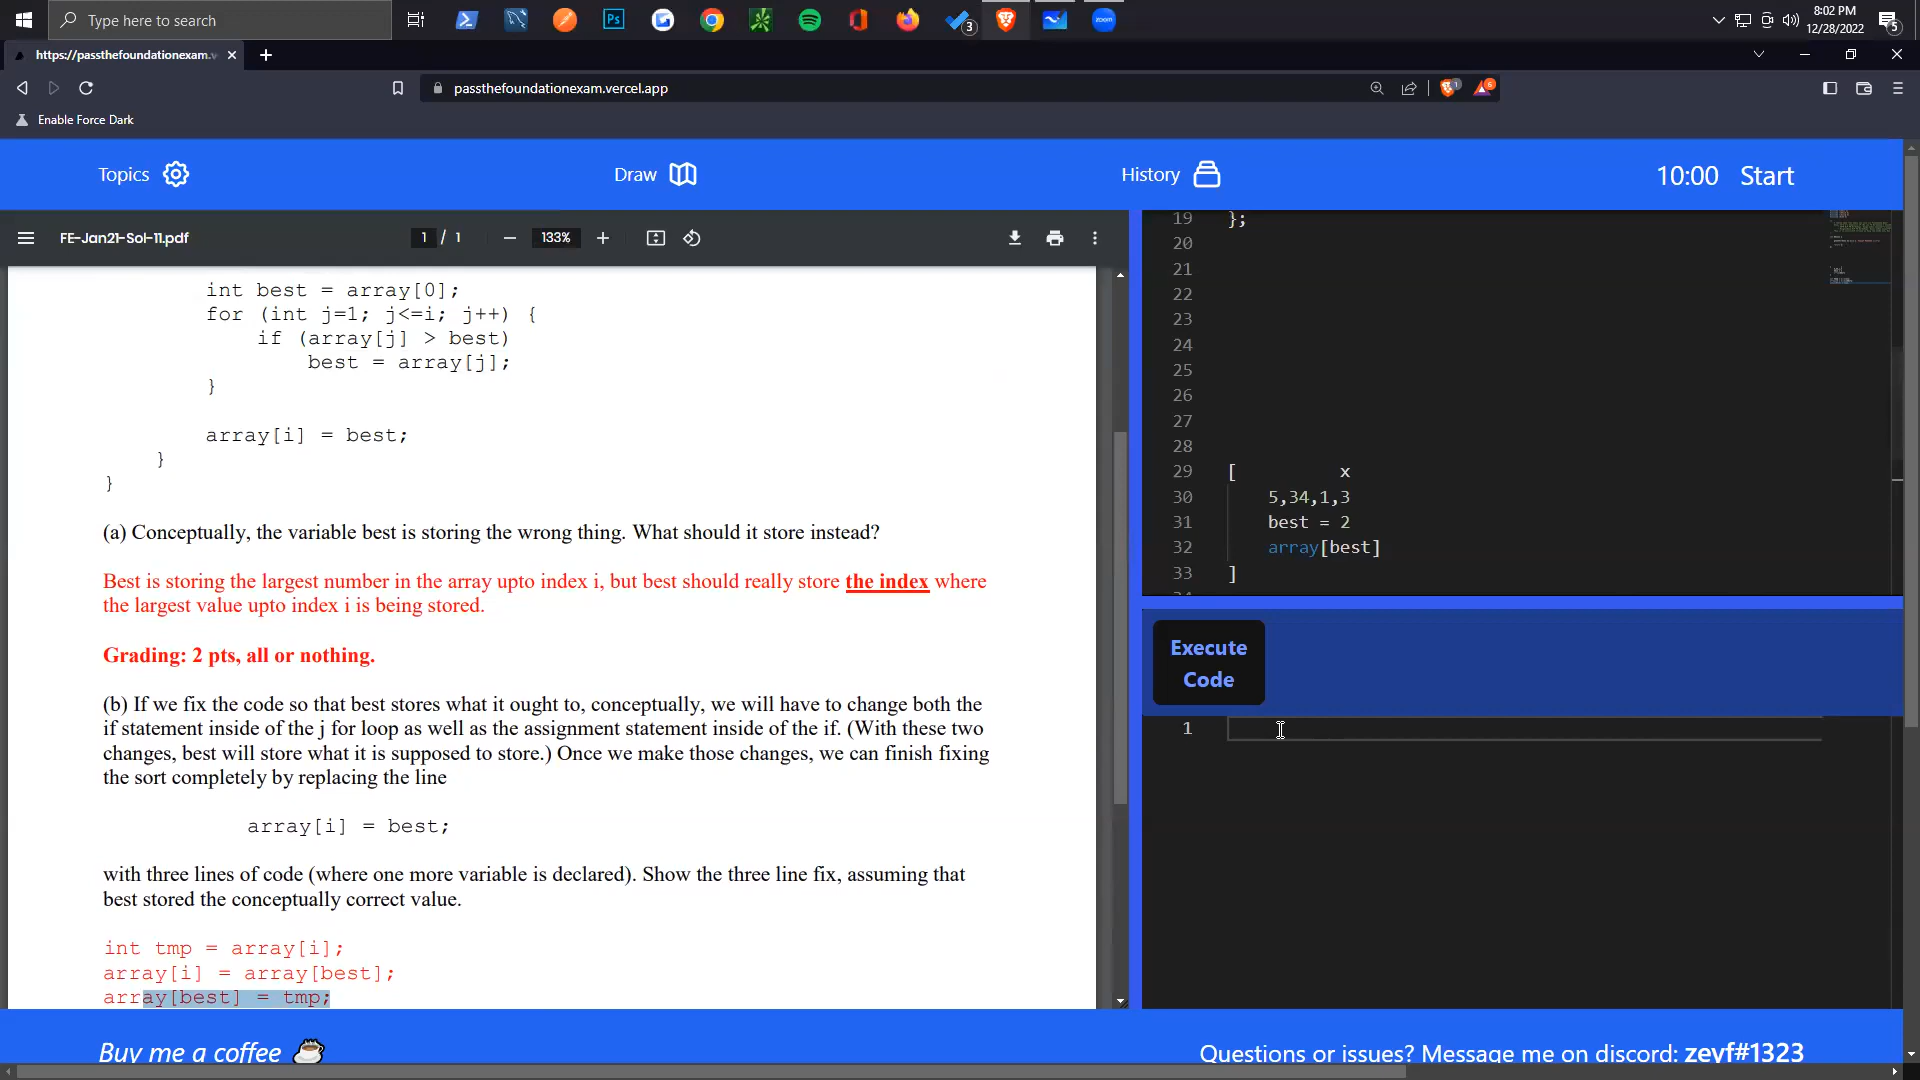 Type here to search
Ps
3
zoom
8:02 PM
12/28/2022
5
https://passthefoundationexam.v
passthefoundationexam.vercel.app
1
6
Enable Force Dark
Topics
Draw
History
10:00 Start
FE-Jan21-Sol-11.pdf
1 / 1
133%
int best = array[0];
for (int j=1; j<=i; j++) {
if (array[j] > best)
best = array[j];
}
array[i] = best;
}
}
(a) Conceptually, the variable best is storing the wrong thing. What should it store instead?
Best is storing the largest number in the array upto index i, but best should really store the index where
the largest value upto index i is being stored.
Grading: 2 pts, all or nothing.
(b) If we fix the code so that best stores what it ought to, conceptually, we will have to change both the
if statement inside of the j for loop as well as the assignment statement inside of the if. (With these two
changes, best will store what it is supposed to store.) Once we make those changes, we can finish fixing
the sort completely by replacing the line
array[i] = best;
with three lines of code (where one more variable is declared). Show the three line fix, assuming that
best stored the conceptually correct value.
int tmp = array[i];
array[i] = array[best];
array[best] = tmp;
19 };
20
21
22
23
24
25
26
27
28
29 [ x
30 5,34,1,3
31 best = 2
32 array[best]
33 ]
Execute
Code
1
Buy me a coffee
Questions or issues? Message me on discord: zeyf#1323